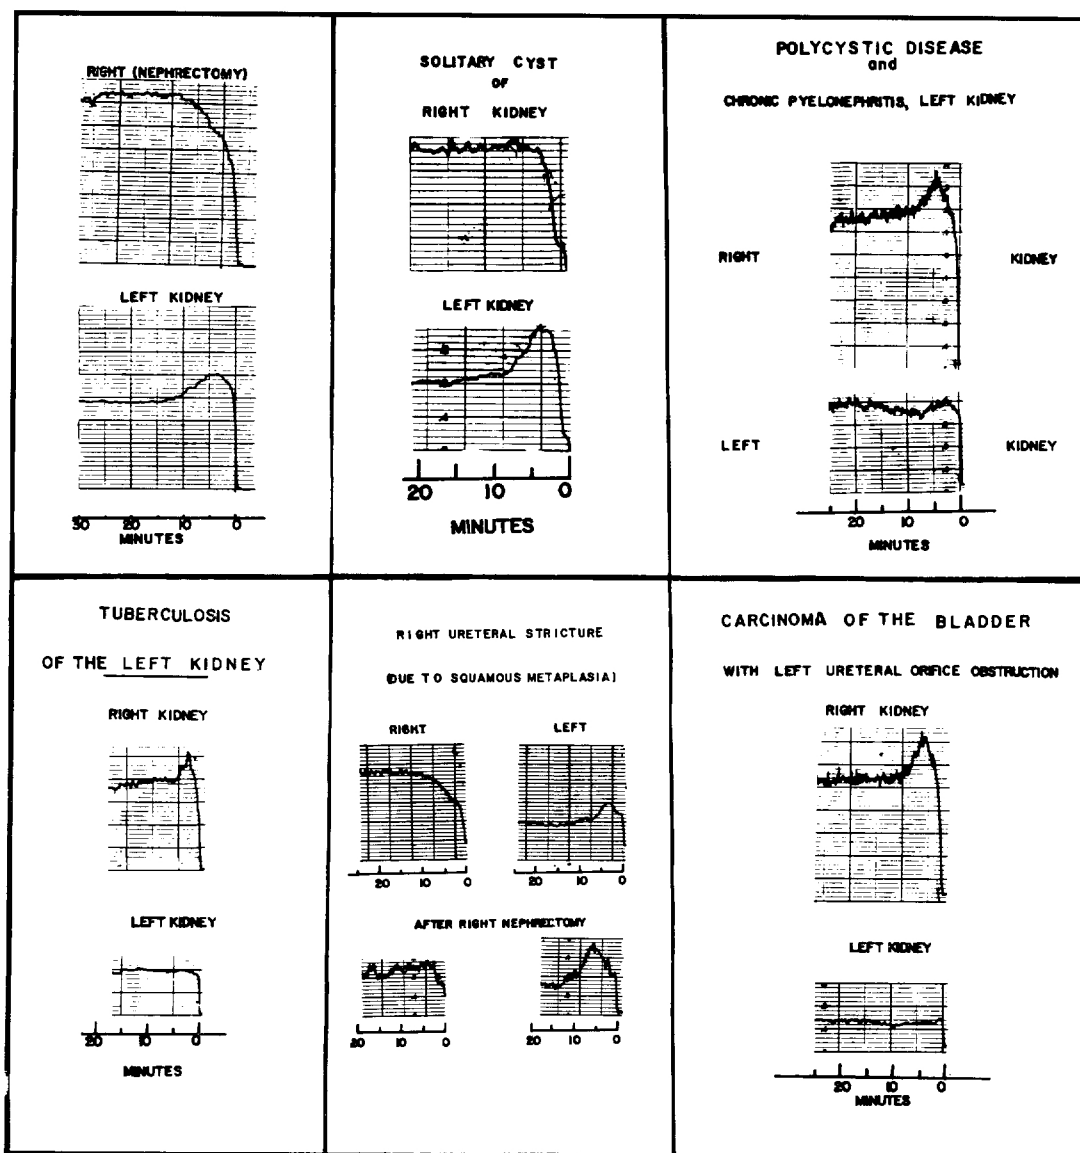 RIGHT (NEPHRECTOMY)
LEFT KIDNEY
30 20 10 0
MINUTES
SOLITARY CYST
OF
RIGHT KIDNEY
LEFT KIDNEY
20 10 0
MINUTES
POLYCYSTIC DISEASE
and
CHRONIC PYELONEPHRITIS, LEFT KIDNEY
RIGHT KIDNEY
LEFT KIDNEY
20 10 0
MINUTES
TUBERCULOSIS
OF THE LEFT KIDNEY
RIGHT KIDNEY
LEFT KIDNEY
20 10 0
MINUTES
RIGHT URETERAL STRICTURE
(DUE TO SQUAMOUS METAPLASIA)
RIGHT LEFT
20 10 0 20 10 0
AFTER RIGHT NEPHRECTOMY
20 10 0 20 10 0
CARCINOMA OF THE BLADDER
WITH LEFT URETERAL ORIFICE OBSTRUCTION
RIGHT KIDNEY
LEFT KIDNEY
20 10 0
MINUTES